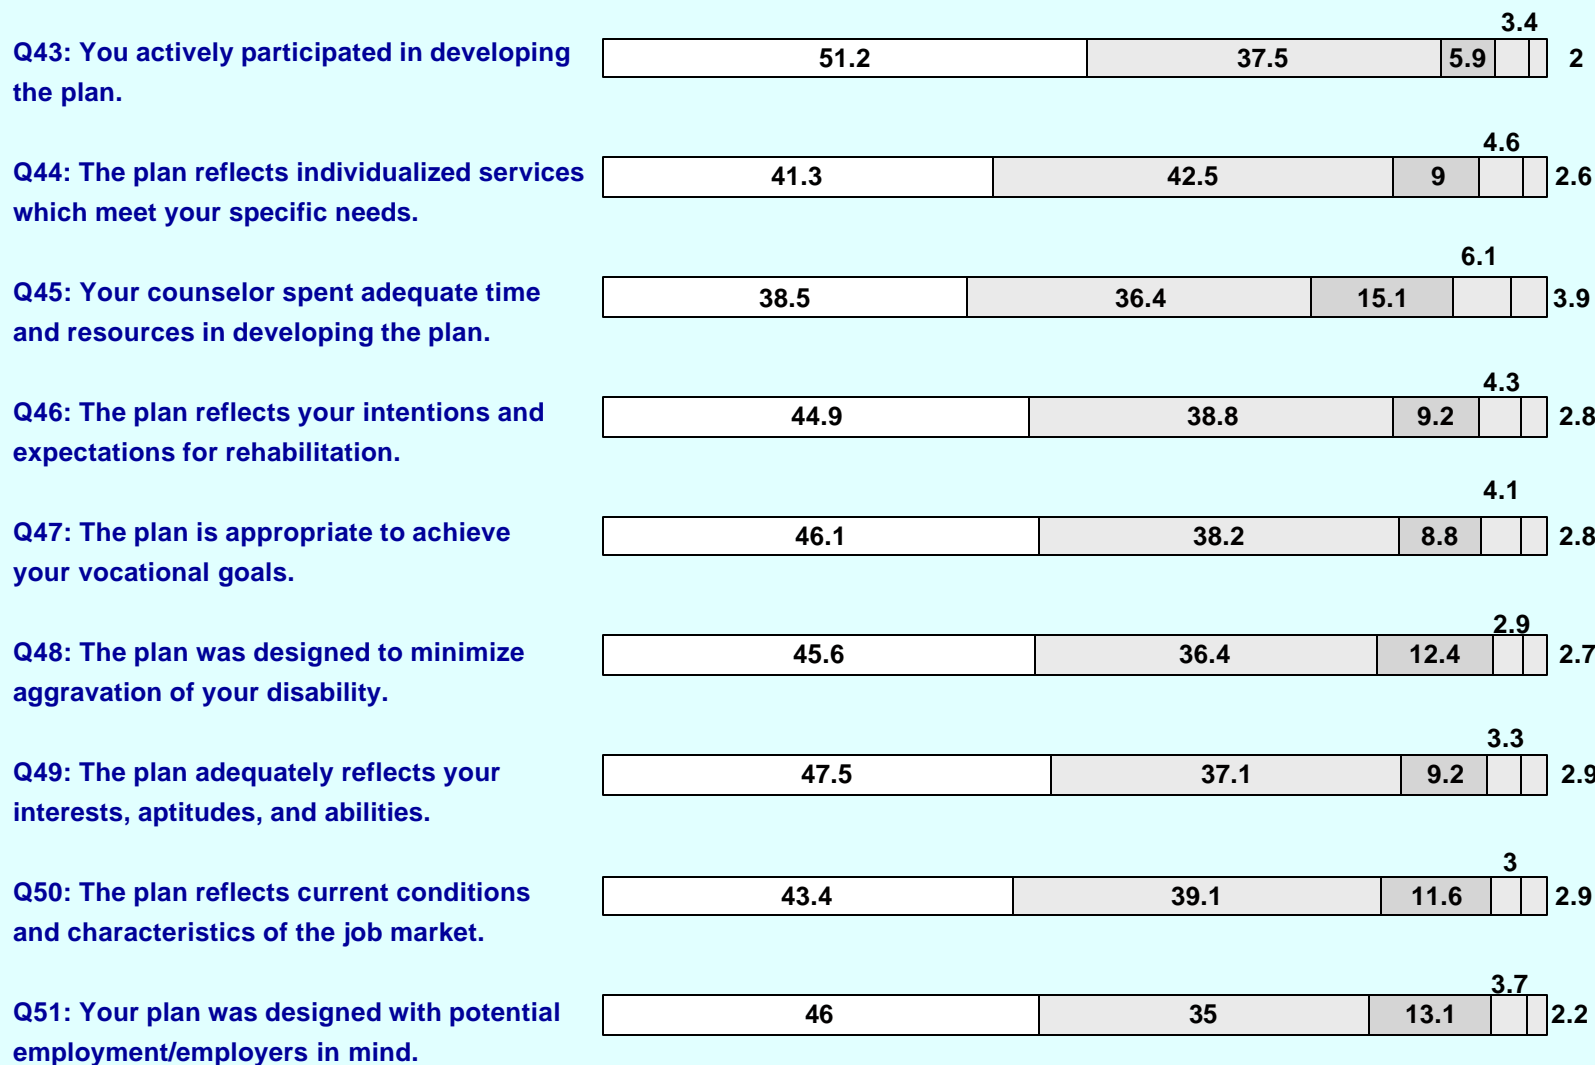 3.4
Q43: You actively participated in developing
51.2 37.5 5.9 2
the plan.
4.6
Q44: The plan reflects individualized services
41.3 42.5 9 2.6
which meet your specific needs.
6.1
Q45: Your counselor spent adequate time
38.5 36.4 15.1 3.9
and resources in developing the plan.
4.3
Q46: The plan reflects your intentions and
44.9 38.8 9.2 2.8
expectations for rehabilitation.
4.1
Q47: The plan is appropriate to achieve
46.1 38.2 8.8 2.8
your vocational goals.
2.9
Q48: The plan was designed to minimize
45.6 36.4 12.4 2.7
aggravation of your disability.
3.3
Q49: The plan adequately reflects your
47.5 37.1 9.2 2.9
interests, aptitudes, and abilities.
3
Q50: The plan reflects current conditions
43.4 39.1 11.6 2.9
and characteristics of the job market.
3.7
Q51: Your plan was designed with potential
46 35 13.1 2.2
employment/employers in mind.